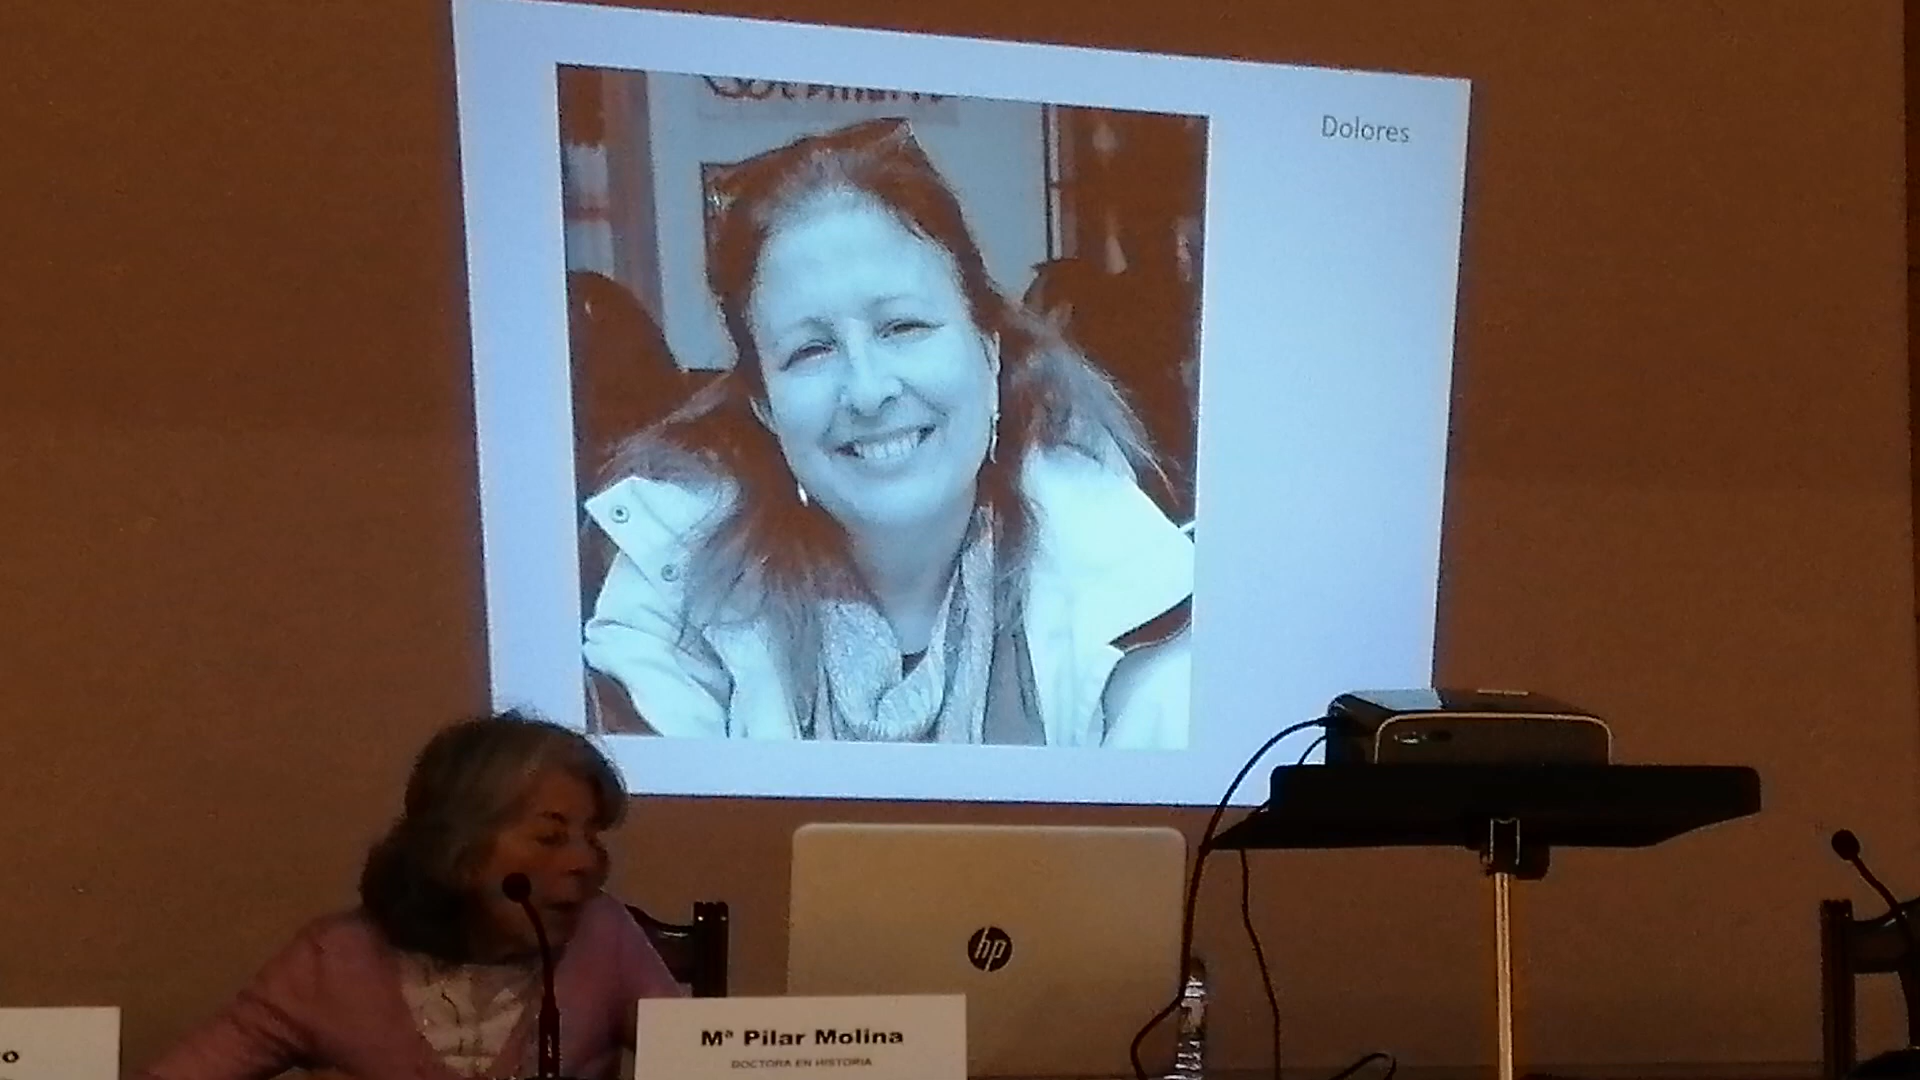 Dolores
hp
Mª Pilar Molina
DOCTORA EN HISTORIA
o